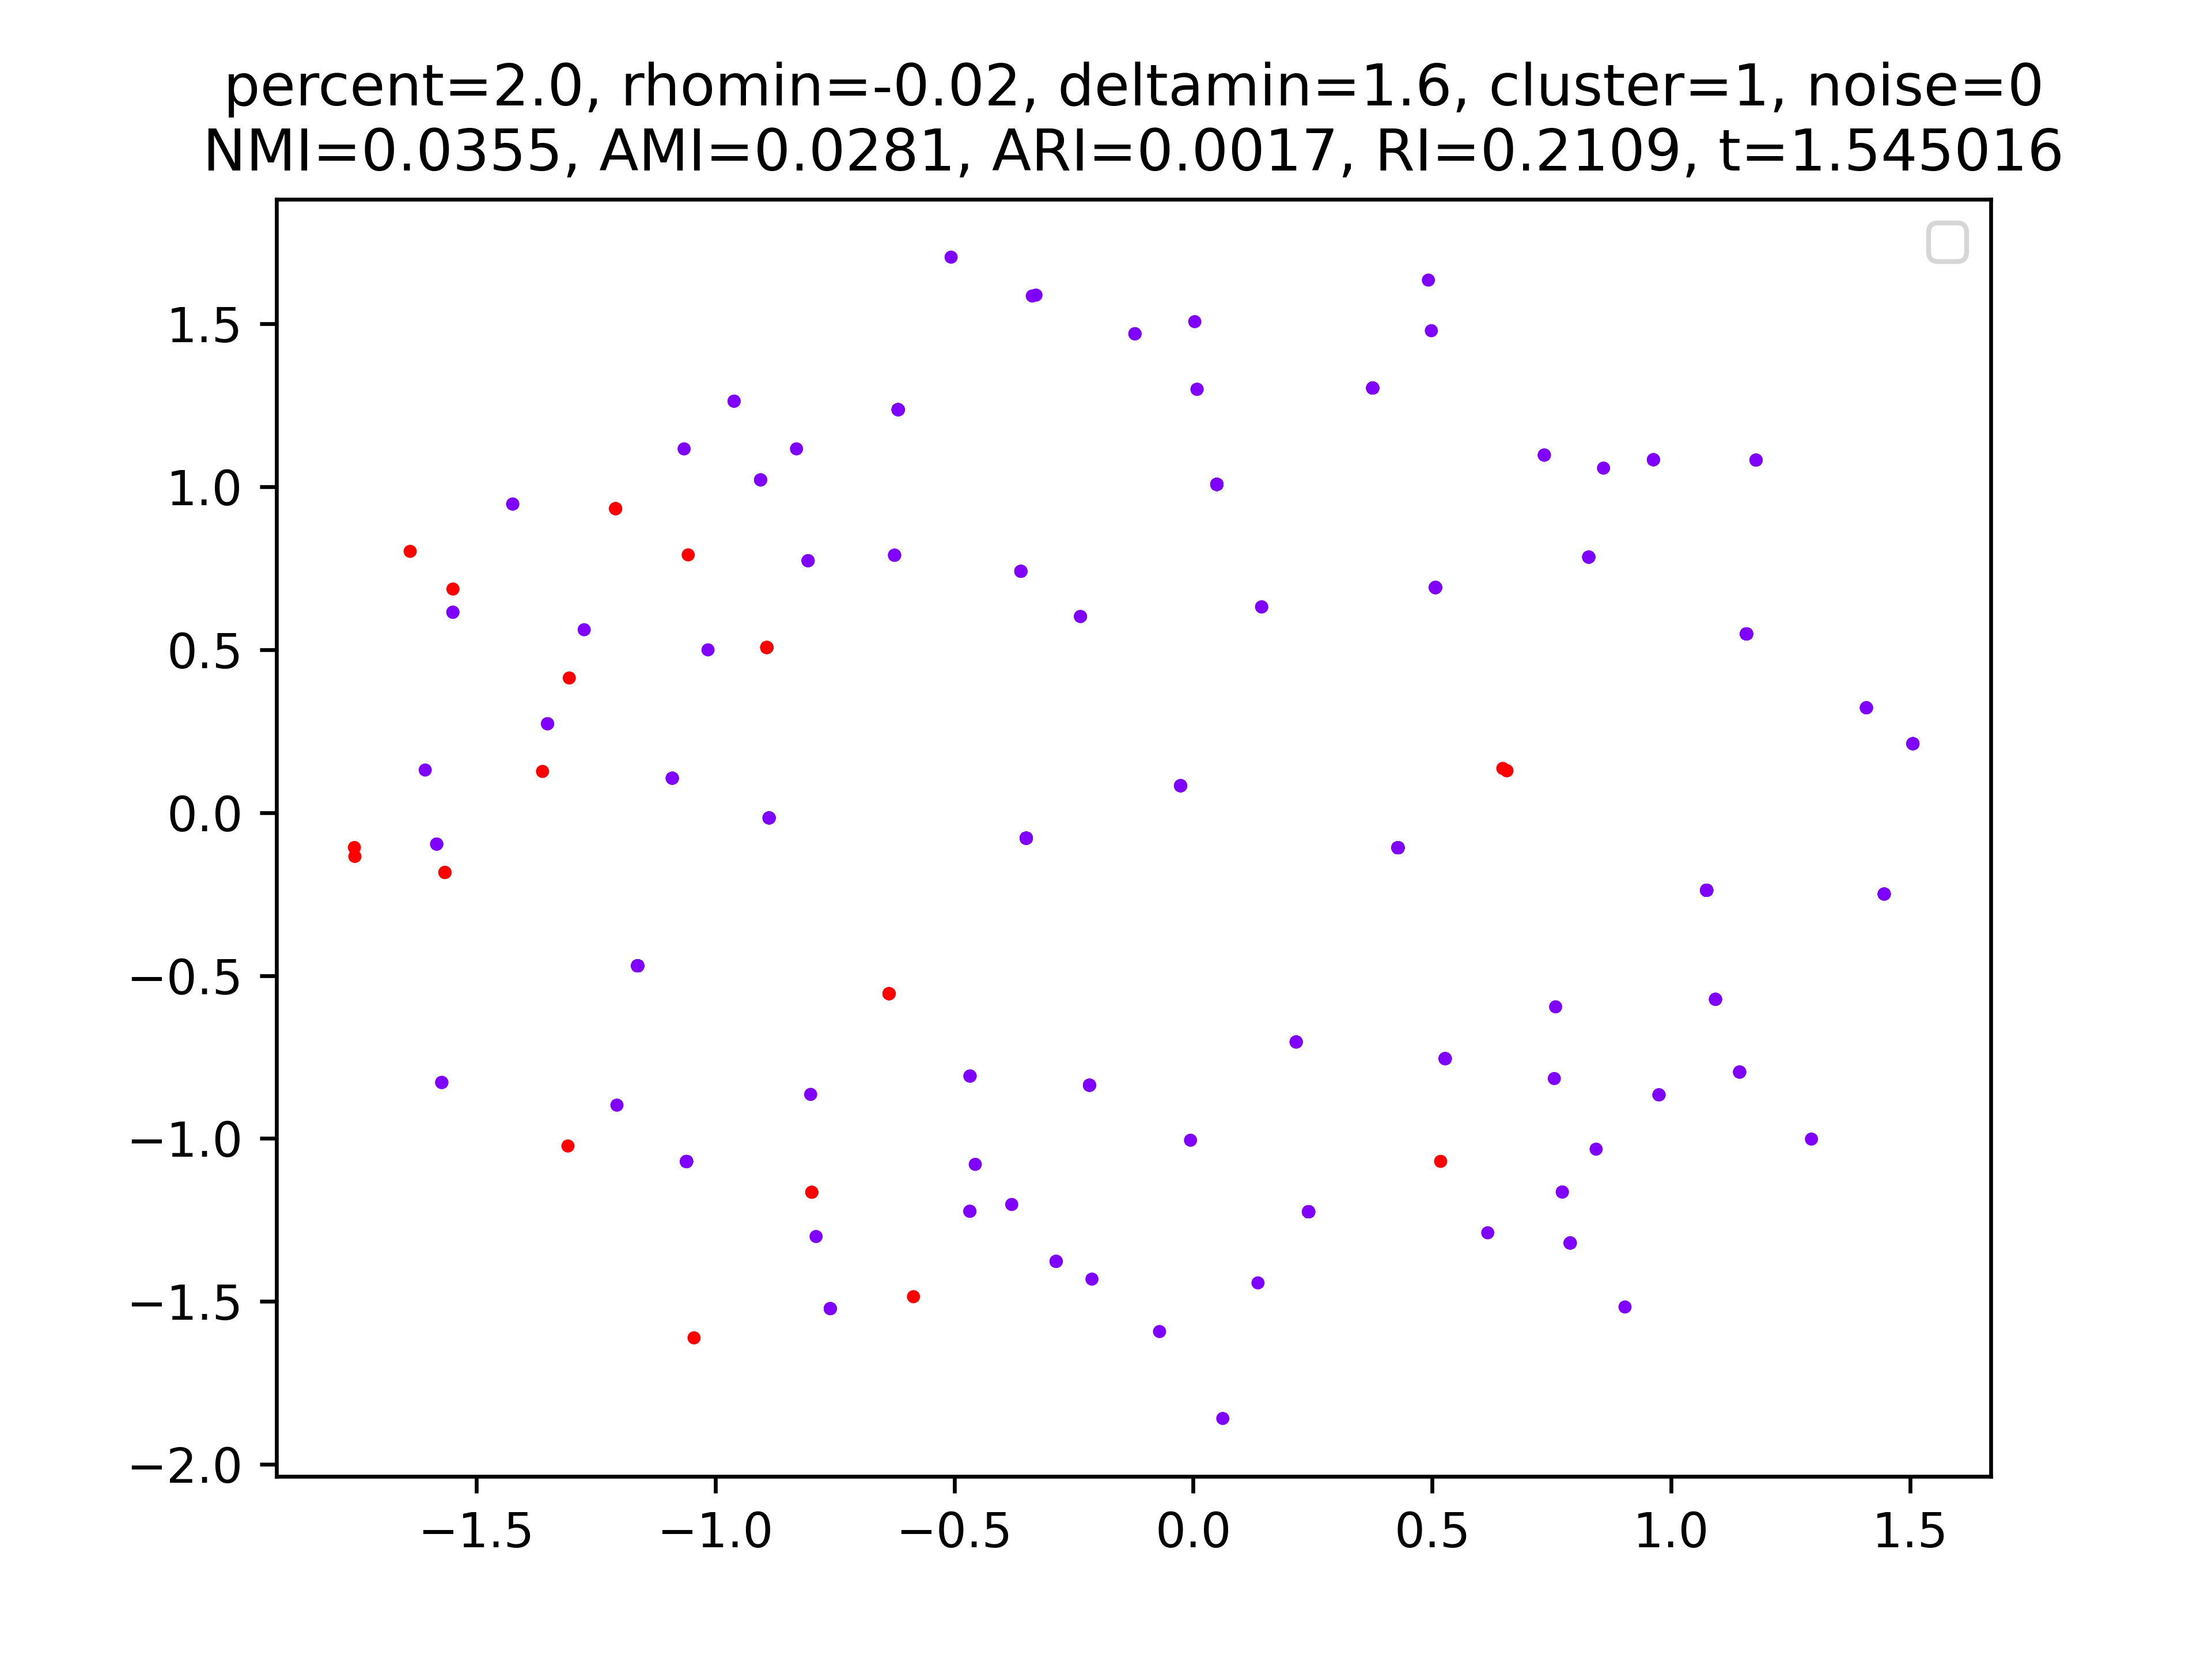 percent=2.0, rhomin=-0.02, deltamin=1.6, cluster=1, noise=0
NMI=0.0355, AMI=0.0281, ARI=0.0017, RI=0.2109, t=1.545016
1.5
1.0
0.5
0.0
−0.5
−1.0
−1.5
−2.0
−1.5 −1.0 −0.5 0.0 0.5 1.0 1.5